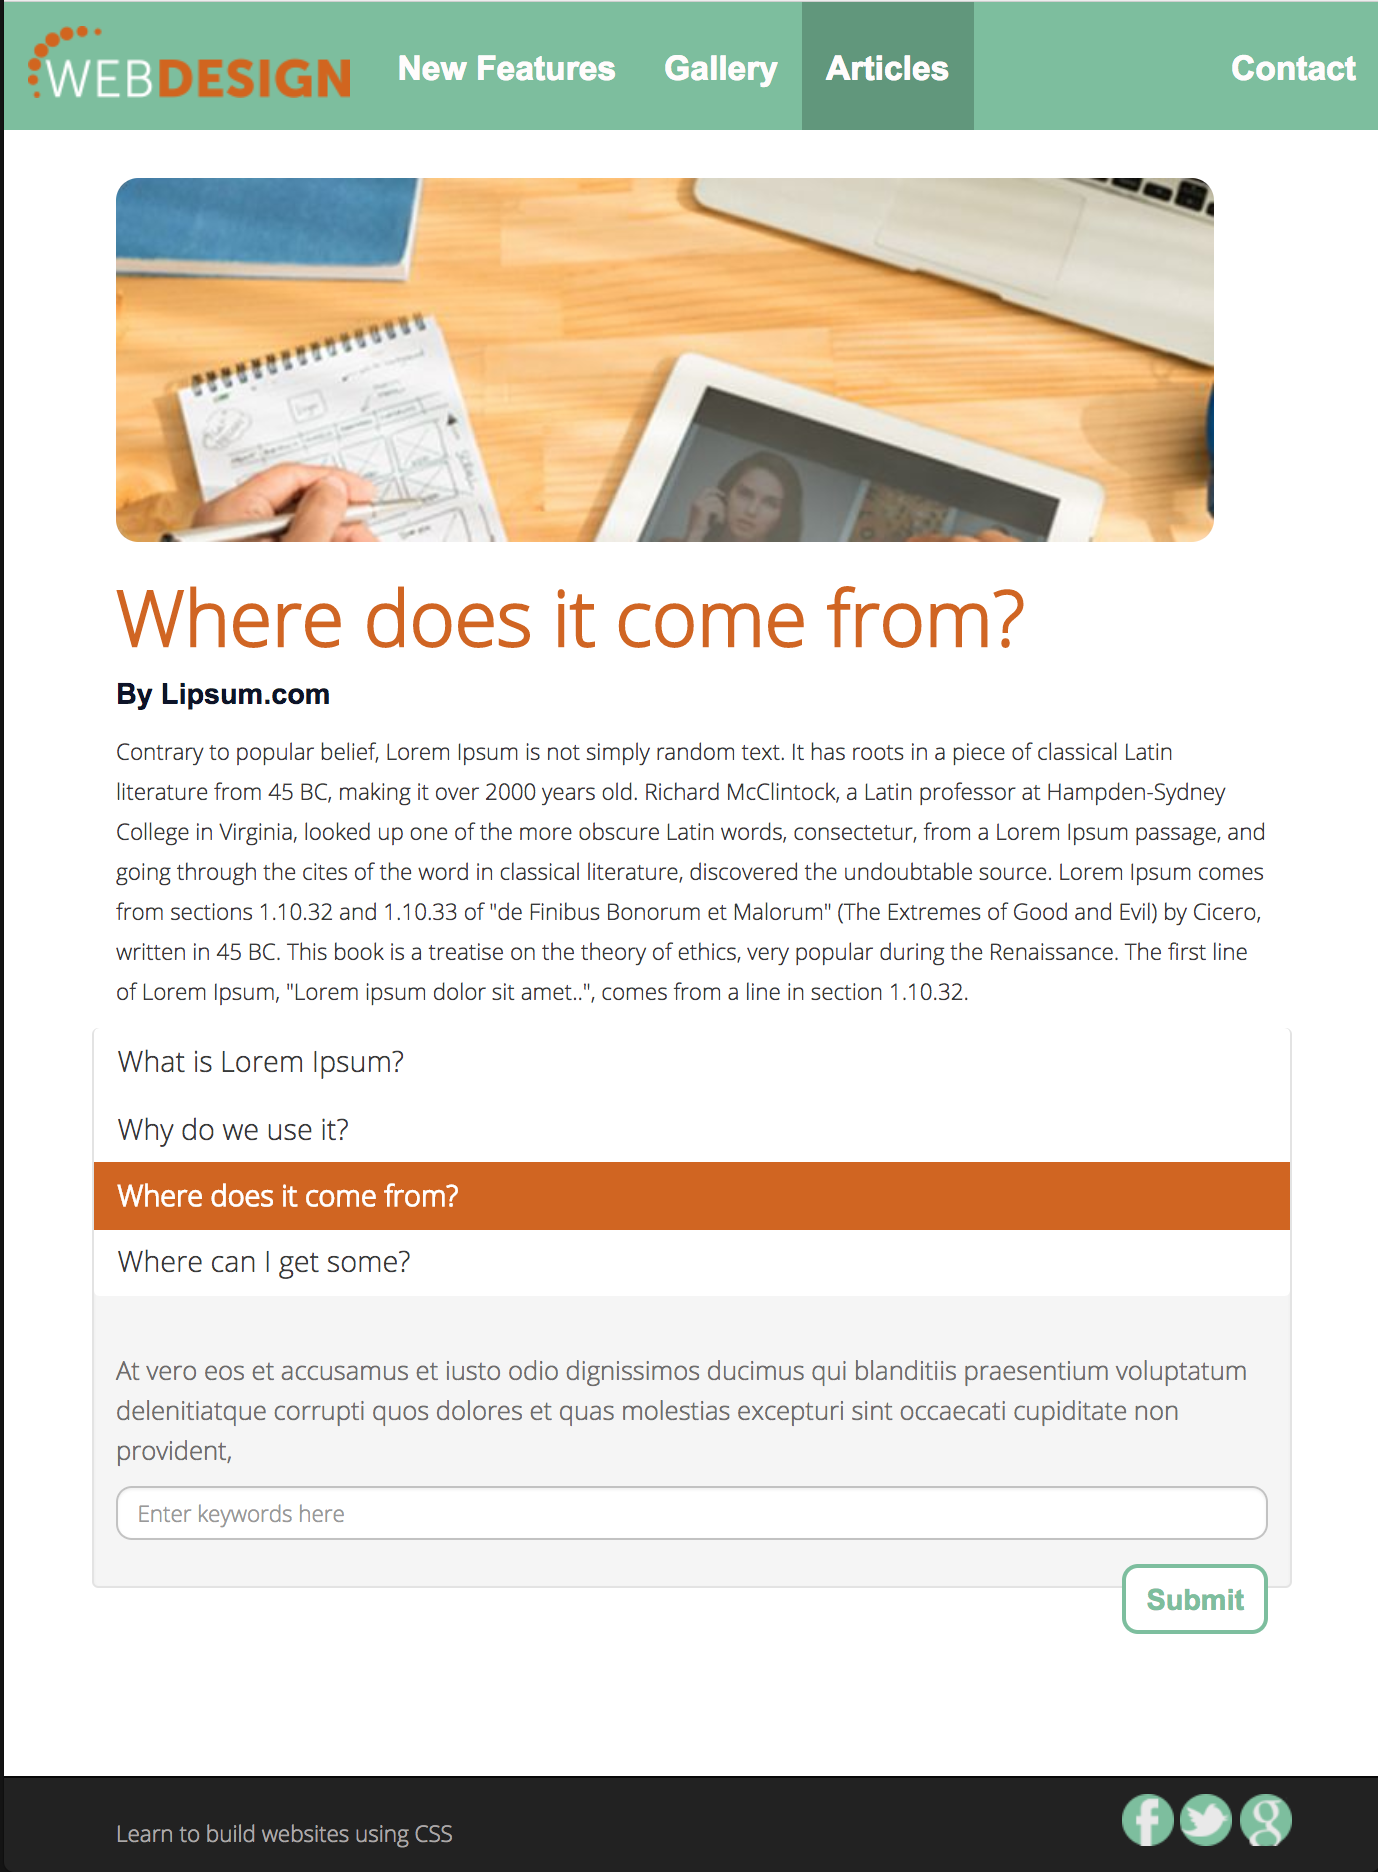 WEBDESIGN
New Features
Gallery
Articles
Contact
Where does it come from?
By Lipsum.com
Contrary to popular belief, Lorem Ipsum is not simply random text. It has roots in a piece of classical Latin
literature from 45 BC, making it over 2000 years old. Richard McClintock, a Latin professor at Hampden-Sydney
College in Virginia, looked up one of the more obscure Latin words, consectetur, from a Lorem Ipsum passage, and
going through the cites of the word in classical literature, discovered the undoubtable source. Lorem Ipsum comes
from sections 1.10.32 and 1.10.33 of "de Finibus Bonorum et Malorum" (The Extremes of Good and Evil) by Cicero,
written in 45 BC. This book is a treatise on the theory of ethics, very popular during the Renaissance. The first line
of Lorem Ipsum, "Lorem ipsum dolor sit amet..", comes from a line in section 1.10.32.
What is Lorem Ipsum?
Why do we use it?
Where does it come from?
Where can I get some?
At vero eos et accusamus et iusto odio dignissimos ducimus qui blanditiis praesentium voluptatum
delenitiatque corrupti quos dolores et quas molestias excepturi sint occaecati cupiditate non
provident,
Enter keywords here
Submit
Learn to build websites using CSS